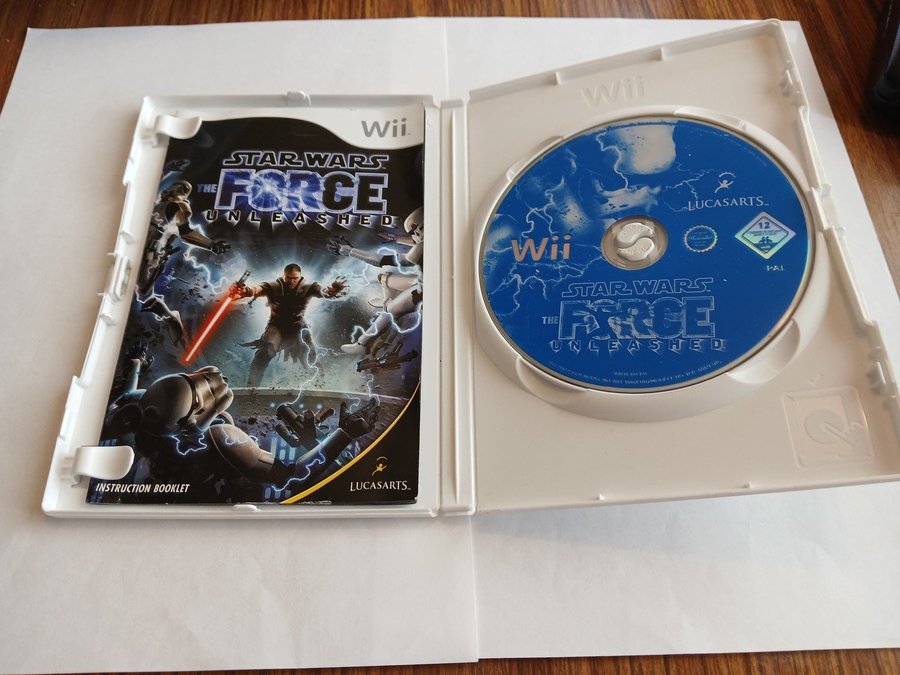 Wii
STAR WARS
THE FORCE
UNLEASHED
INSTRUCTION BOOKLET
LUCASARTS
Wii
LUCASARTS
12
Wii
PAL
STAR WARS
THE FORCE
UNLEASHED